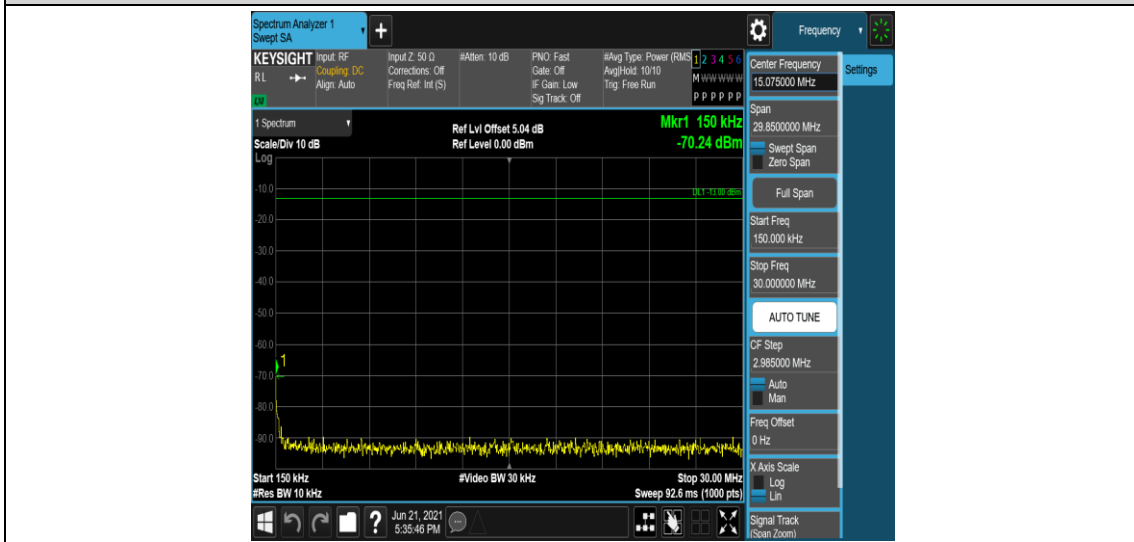 Spectrum Analyzer 1
Swept SA
+
Frequency
KEYSIGHT
RL
LXI
Input: RF
Coupling: DC
Align: Auto
Input Z: 50 Ω
Corrections: Off
Freq Ref: Int (S)
#Atten: 10 dB
PNO: Fast
Gate: Off
IF Gain: Low
Sig Track: Off
#Avg Type: Power (RMS
Avg|Hold: 10/10
Trig: Free Run
1 2 3 4 5 6
M W W W W W
P P P P P P
1 Spectrum
Scale/Div 10 dB
Log
Ref Lvl Offset 5.04 dB
Ref Level 0.00 dBm
Mkr1 150 kHz
-70.24 dBm
DL1 -13.00 dBm
-10.0
-20.0
-30.0
-40.0
-50.0
-60.0
1
-70.0
-80.0
-90.0
Start 150 kHz
#Video BW 30 kHz
Stop 30.00 MHz
#Res BW 10 kHz
Sweep 92.6 ms (1000 pts)
?
Jun 21, 2021
5:35:46 PM
Center Frequency
15.075000 MHz
Settings
Span
29.8500000 MHz
Swept Span
Zero Span
Full Span
Start Freq
150.000 kHz
Stop Freq
30.000000 MHz
AUTO TUNE
CF Step
2.985000 MHz
Auto
Man
Freq Offset
0 Hz
X Axis Scale
Log
Lin
Signal Track
(Span Zoom)